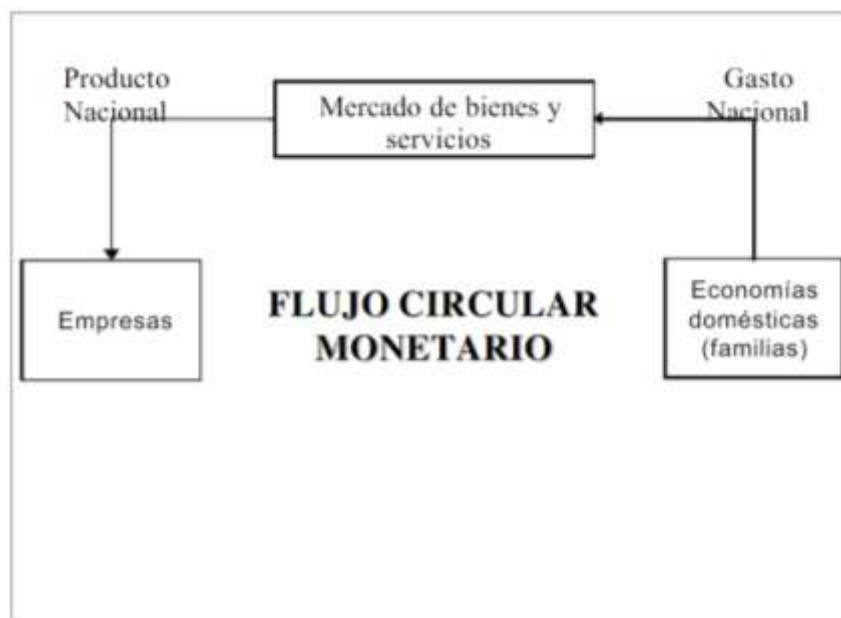 Producto
Nacional
Mercado de bienes y
servicios
Gasto
Nacional
Empresas
FLUJO CIRCULAR
MONETARIO
Economías
domésticas
(familias)